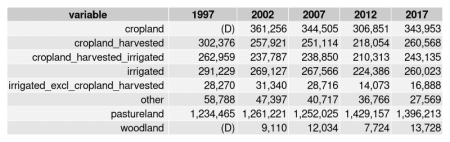 variable 1997 2002 2007 2012 2017
cropland (D) 361,256 344,505 306,851 343,953
cropland_harvested 302,376 257,921 251,114 218,054 260,568
cropland_harvested_irrigated 262,959 237,787 238,850 210,313 243,135
irrigated 291,229 269,127 267,566 224,386 260,023
irrigated_excl_cropland_harvested 28,270 31,340 28,716 14,073 16,888
other 58,788 47,397 40,717 36,766 27,569
pastureland 1,234,465 1,261,221 1,252,025 1,429,157 1,396,213
woodland (D) 9,110 12,034 7,724 13,728